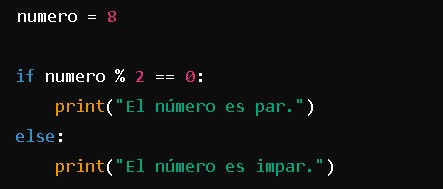 numero = 8
if numero % 2 == 0:
    print("El número es par.")
else:
    print("El número es impar.")